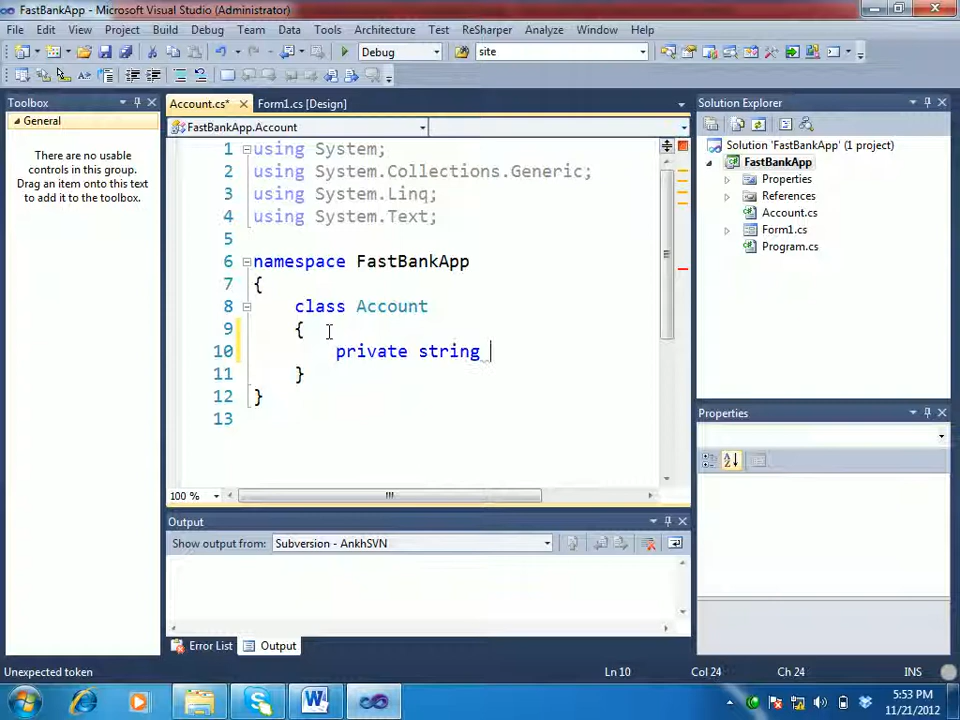 FastBankApp - Microsoft Visual Studio (Administrator)
File Edit View Project Build Debug Team Data Tools Architecture Test ReSharper Analyze Window Help
Debug site
Toolbox
General
There are no usable
controls in this group.
Drag an item onto this text
to add it to the toolbox.
Account.cs* Form1.cs [Design]
FastBankApp.Account
1 using System;
2 using System.Collections.Generic;
3 using System.Linq;
4 using System.Text;
5
6 namespace FastBankApp
7 {
8 class Account
9 {
10 private string
11 }
12 }
13
100 %
Output
Show output from: Subversion - AnkhSVN
Error List Output
Solution Explorer
Solution 'FastBankApp' (1 project)
FastBankApp
Properties
References
Account.cs
Form1.cs
Program.cs
Properties
Unexpected token Ln 10 Col 24 Ch 24 INS
5:53 PM
11/21/2012